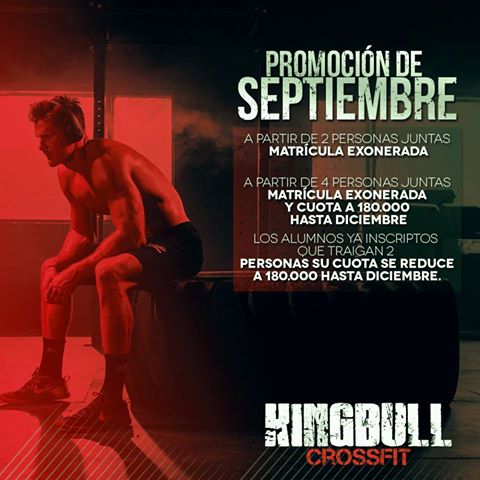 PROMOCIÓN DE
SEPTIEMBRE
A PARTIR DE 2 PERSONAS JUNTAS
MATRÍCULA EXONERADA
A PARTIR DE 4 PERSONAS JUNTAS
MATRÍCULA EXONERADA
Y CUOTA A 180.000
HASTA DICIEMBRE
LOS ALUMNOS YA INSCRIPTOS
QUE TRAIGAN 2
PERSONAS SU CUOTA SE REDUCE
A 180.000 HASTA DICIEMBRE.
KINGBULL
CROSSFIT